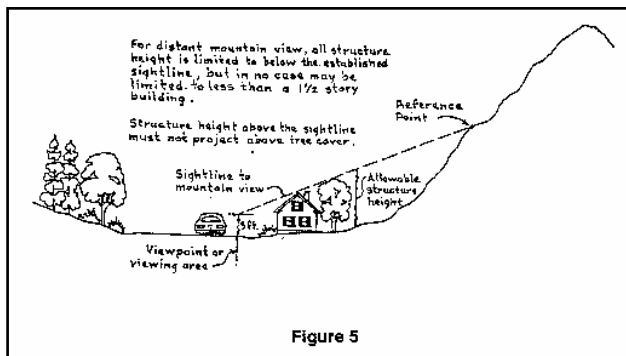 For distant mountain view, all structure
height is limited to below the established
sightline, but in no case may be
limited to less than a 1½ story
building.
Structure height above the sightline
must not project above tree cover.
Reference
Point
Sightline to
mountain view
Allowable
structure
height
5 ft.
Viewpoint or
viewing area
Figure 5